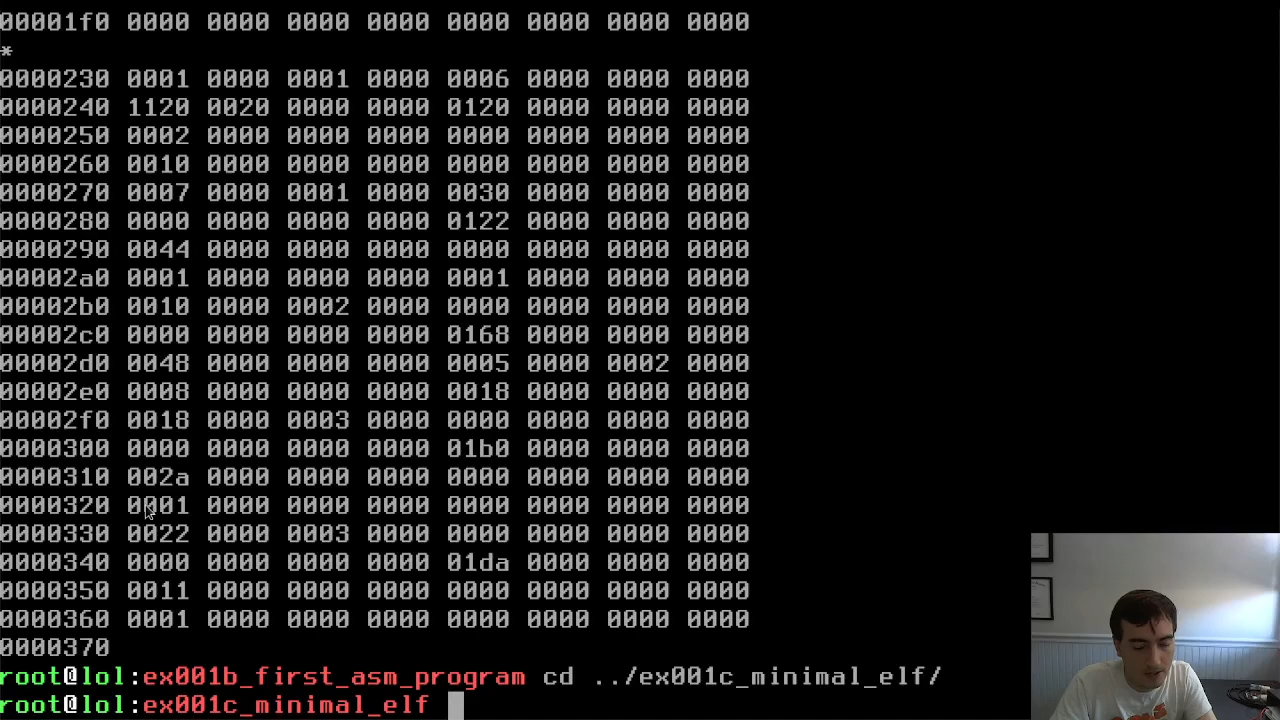 00001f0 0000 0000 0000 0000 0000 0000 0000 0000
*
0000230 0001 0000 0001 0000 0006 0000 0000 0000
0000240 1120 0020 0000 0000 0120 0000 0000 0000
0000250 0002 0000 0000 0000 0000 0000 0000 0000
0000260 0010 0000 0000 0000 0000 0000 0000 0000
0000270 0007 0000 0001 0000 0030 0000 0000 0000
0000280 0000 0000 0000 0000 0122 0000 0000 0000
0000290 0044 0000 0000 0000 0000 0000 0000 0000
00002a0 0001 0000 0000 0000 0001 0000 0000 0000
00002b0 0010 0000 0002 0000 0000 0000 0000 0000
00002c0 0000 0000 0000 0000 0168 0000 0000 0000
00002d0 0048 0000 0000 0000 0005 0000 0002 0000
00002e0 0008 0000 0000 0000 0018 0000 0000 0000
00002f0 0018 0000 0003 0000 0000 0000 0000 0000
0000300 0000 0000 0000 0000 01b0 0000 0000 0000
0000310 002a 0000 0000 0000 0000 0000 0000 0000
0000320 0001 0000 0000 0000 0000 0000 0000 0000
0000330 0022 0000 0003 0000 0000 0000 0000 0000
0000340 0000 0000 0000 0000 01da 0000 0000 0000
0000350 0011 0000 0000 0000 0000 0000 0000 0000
0000360 0001 0000 0000 0000 0000 0000 0000 0000
0000370
root@lol:ex001b_first_asm_program cd ../ex001c_minimal_elf/
root@lol:ex001c_minimal_elf